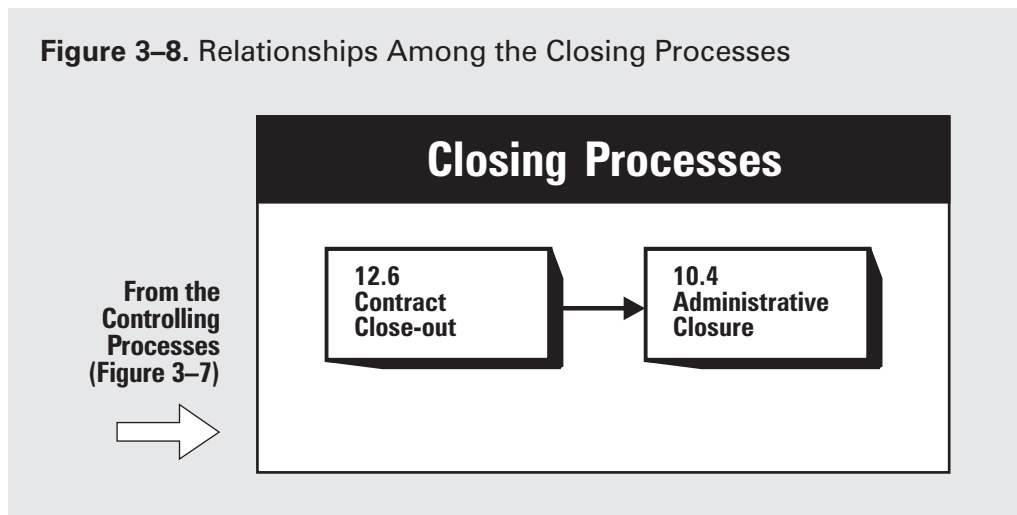 Figure 3–8. Relationships Among the Closing Processes
Closing Processes
From the
Controlling
Processes
(Figure 3–7)
12.6
Contract
Close-out
10.4
Administrative
Closure